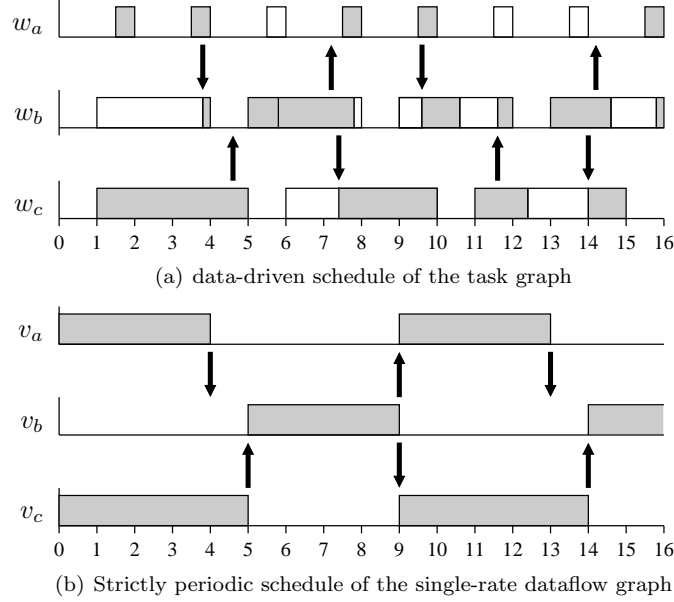 w_a
w_b
w_c
0 1 2 3 4 5 6 7 8 9 10 11 12 13 14 15 16
(a) data-driven schedule of the task graph
v_a
v_b
v_c
0 1 2 3 4 5 6 7 8 9 10 11 12 13 14 15 16
(b) Strictly periodic schedule of the single-rate dataflow graph